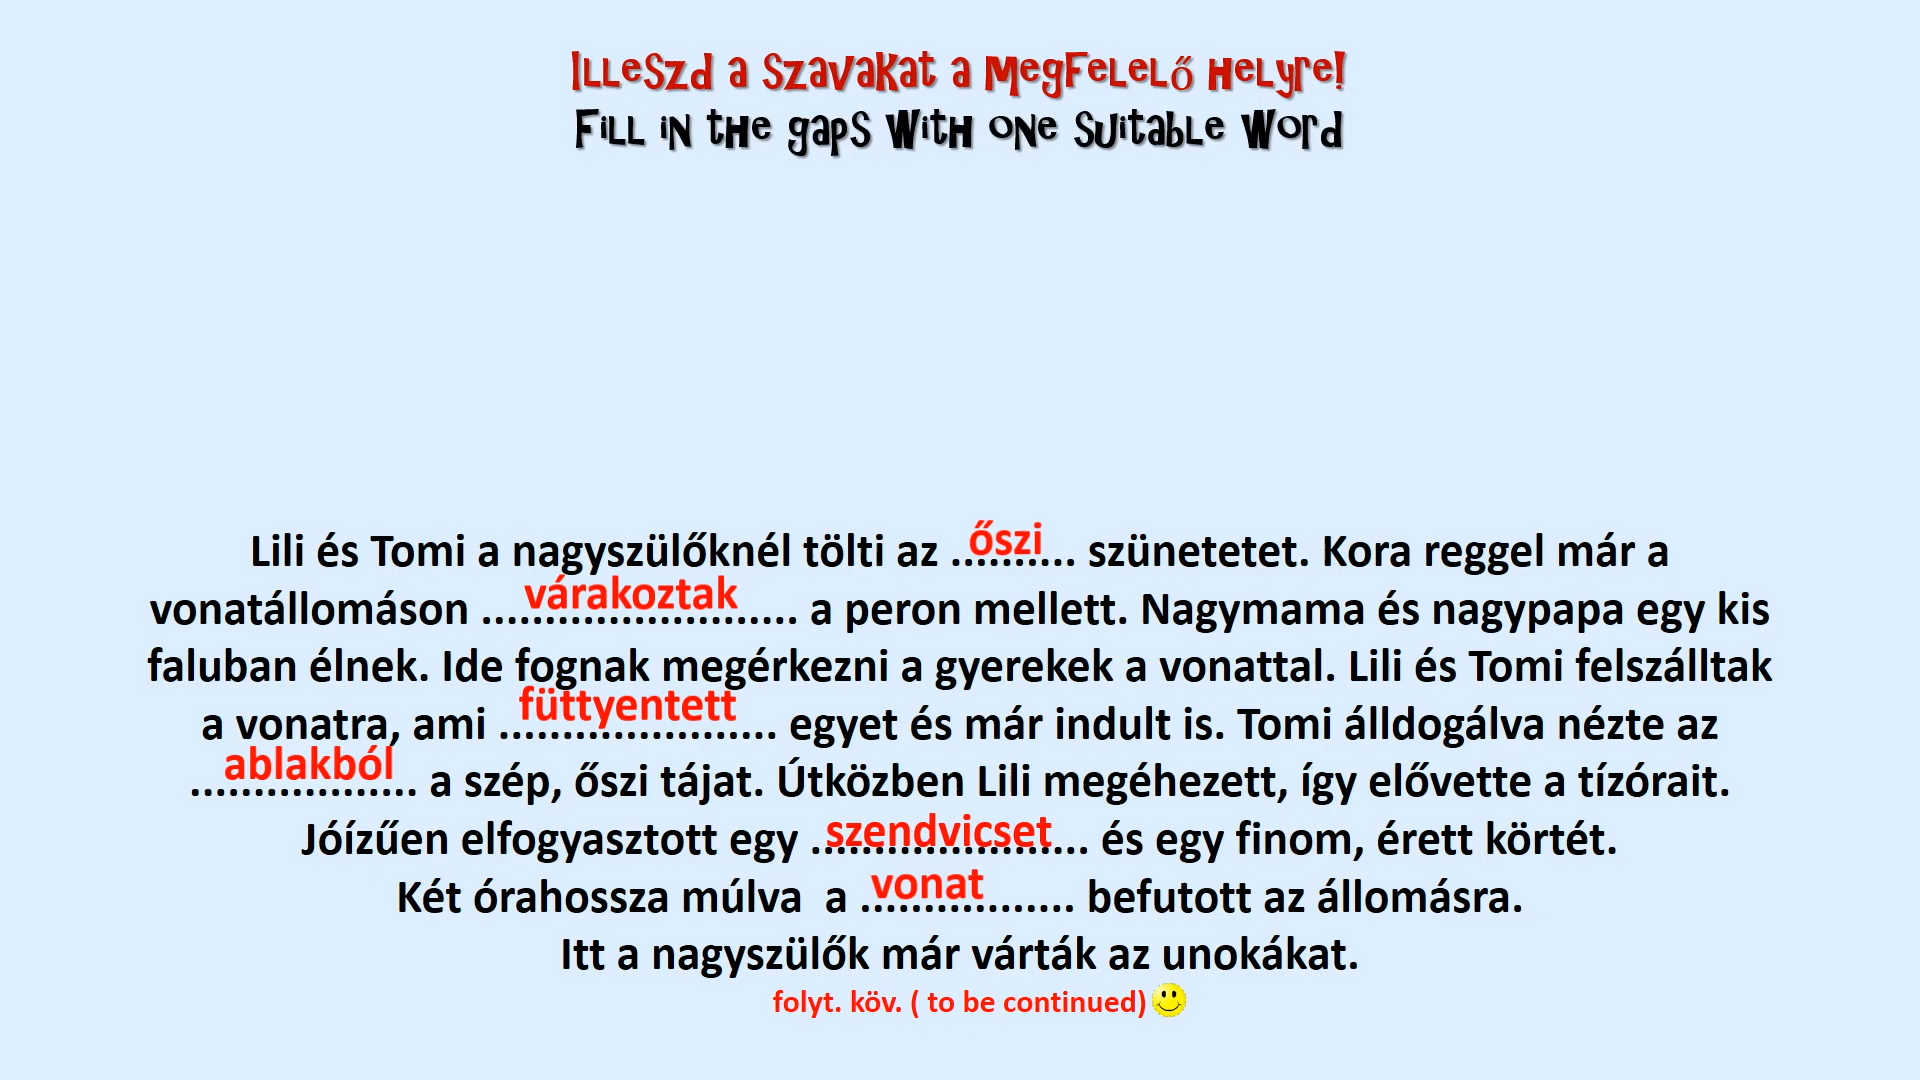 Illeszd a szavakat a megfelelő helyre!
Fill in the gaps with one suitable word
Lili és Tomi a nagyszülőknél tölti az ..őszi.. szünetetet. Kora reggel már a
vonatállomáson ..várakoztak.. a peron mellett. Nagymama és nagypapa egy kis
faluban élnek. Ide fognak megérkezni a gyerekek a vonattal. Lili és Tomi felszálltak
a vonatra, ami ..füttyentett.. egyet és már indult is. Tomi álldogálva nézte az
..ablakból.. a szép, őszi tájat. Útközben Lili megéhezett, így elővette a tízórait.
Jóízűen elfogyasztott egy ..szendvicset.. és egy finom, érett körtét.
Két órahossza múlva a ..vonat.. befutott az állomásra.
Itt a nagyszülők már várták az unokákat.
folyt. köv. ( to be continued)